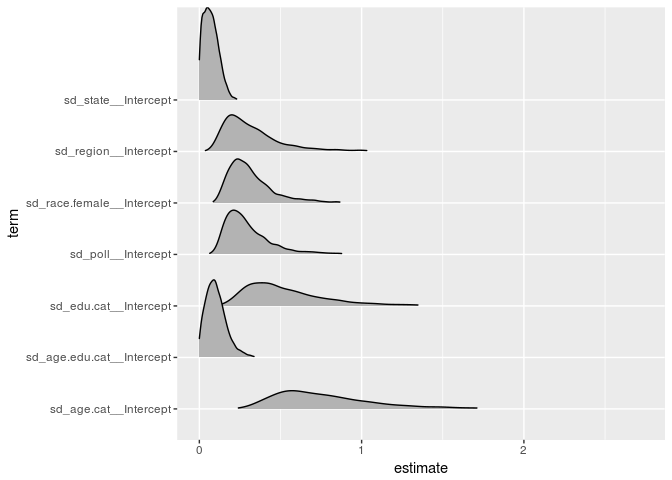 sd_state__Intercept
sd_region__Intercept
sd_race.female__Intercept
sd_poll__Intercept
sd_edu.cat__Intercept
sd_age.edu.cat__Intercept
sd_age.cat__Intercept
term
0 1 2
estimate